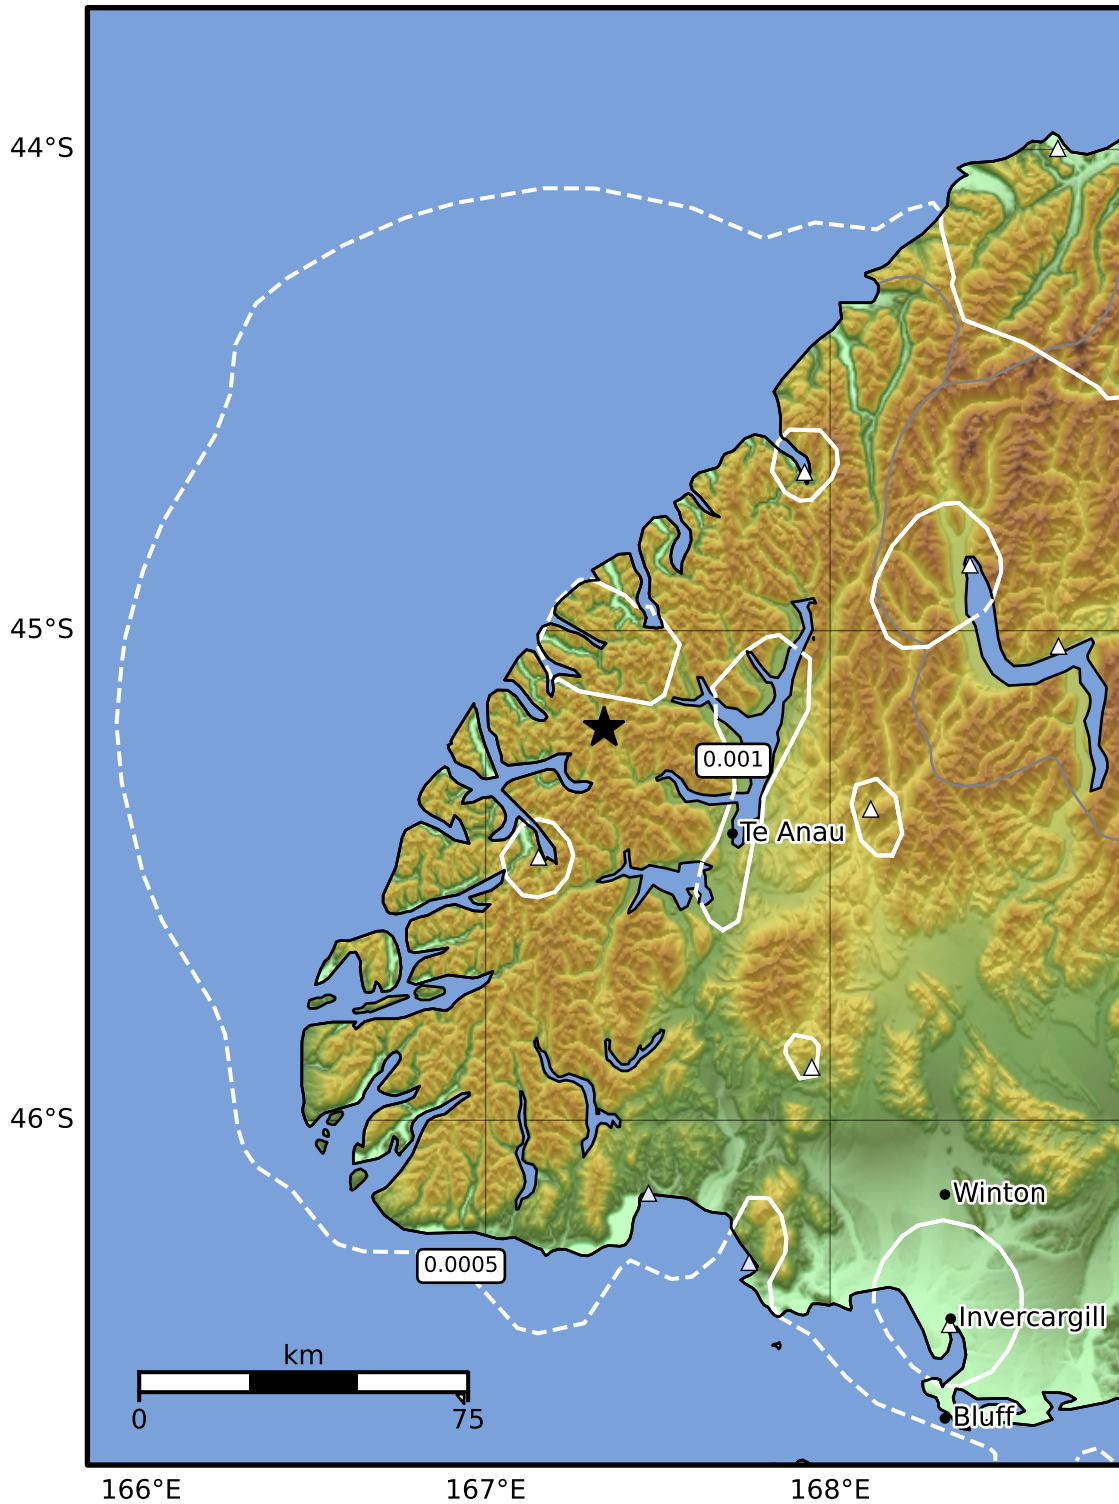 44°S
45°S
0.001
Te Anau
46°S
Winton
0.0005
Invercargill
km
0 75
Bluff
166°E 167°E 168°E